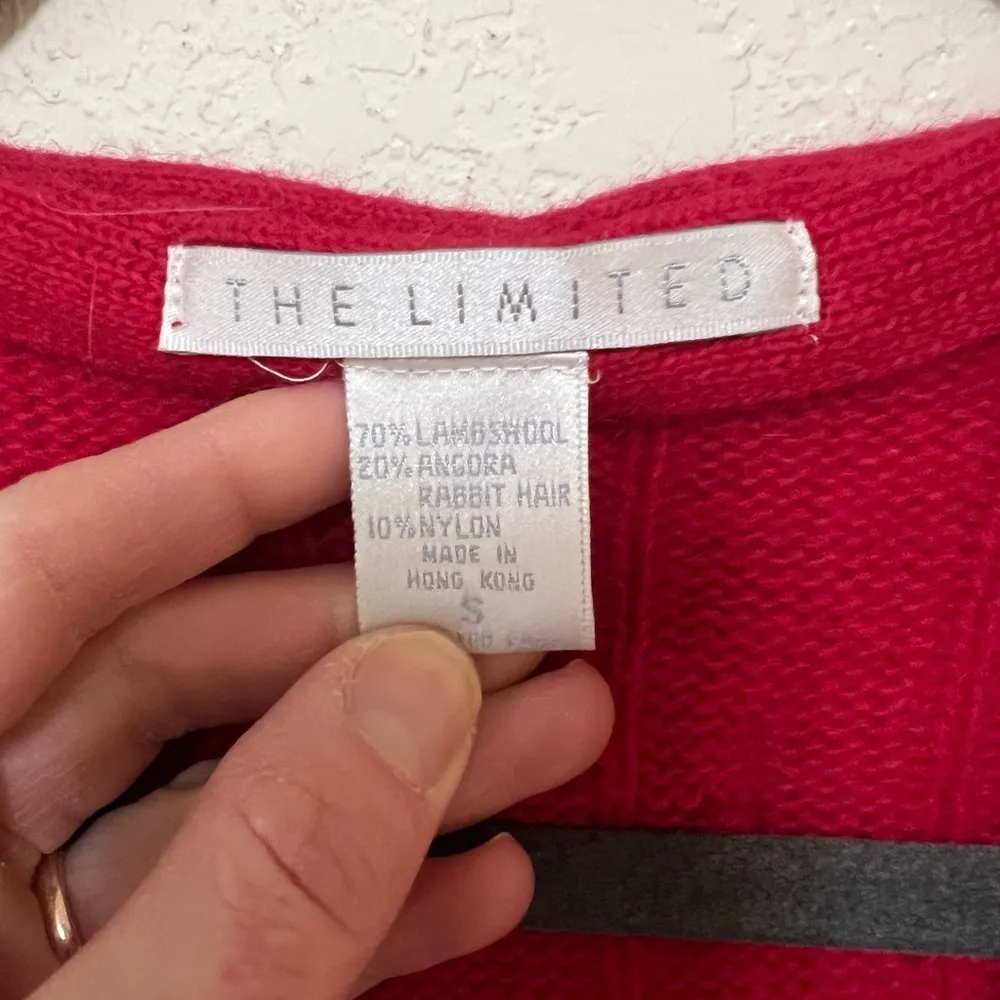 THE LIMITED
70% LAMBSWOOL
20% ANGORA
RABBIT HAIR
10% NYLON
MADE IN
HONG KONG
S